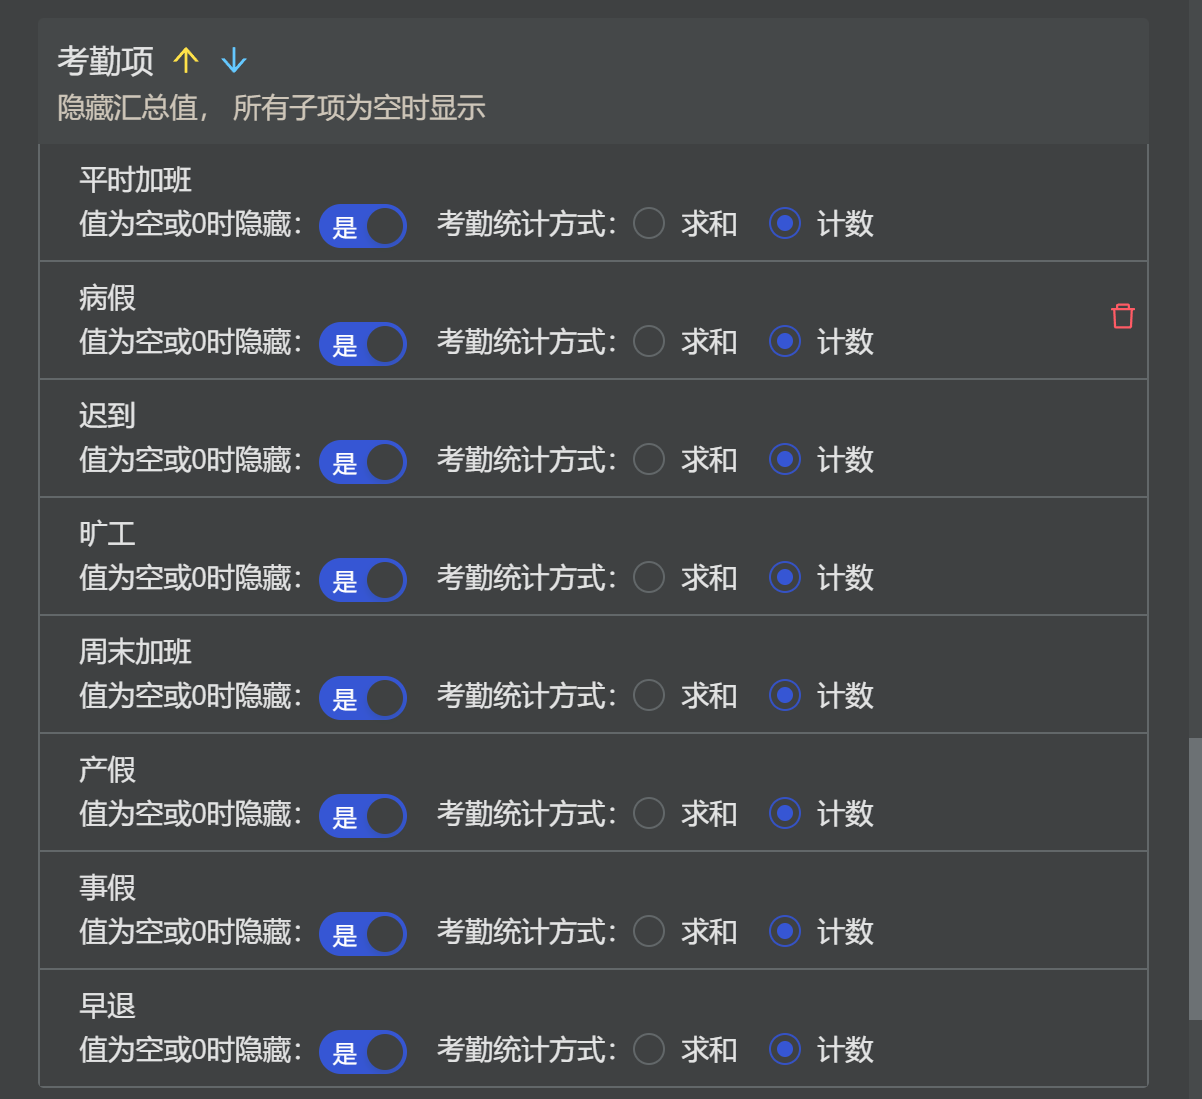 考勤项
隐藏汇总值， 所有子项为空时显示
平时加班
值为空或0时隐藏： 是 考勤统计方式： 求和 计数
病假
值为空或0时隐藏： 是 考勤统计方式： 求和 计数
迟到
值为空或0时隐藏： 是 考勤统计方式： 求和 计数
旷工
值为空或0时隐藏： 是 考勤统计方式： 求和 计数
周末加班
值为空或0时隐藏： 是 考勤统计方式： 求和 计数
产假
值为空或0时隐藏： 是 考勤统计方式： 求和 计数
事假
值为空或0时隐藏： 是 考勤统计方式： 求和 计数
早退
值为空或0时隐藏： 是 考勤统计方式： 求和 计数